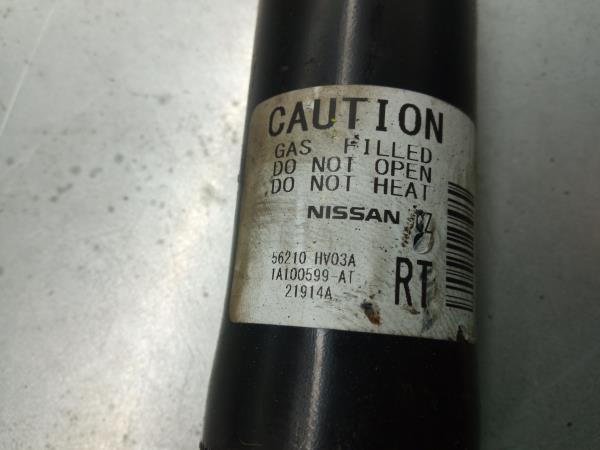 CAUTION
GAS FILLED
DO NOT OPEN
DO NOT HEAT
NISSAN
56210 HV03A
1A100599-AT
21914A
RT